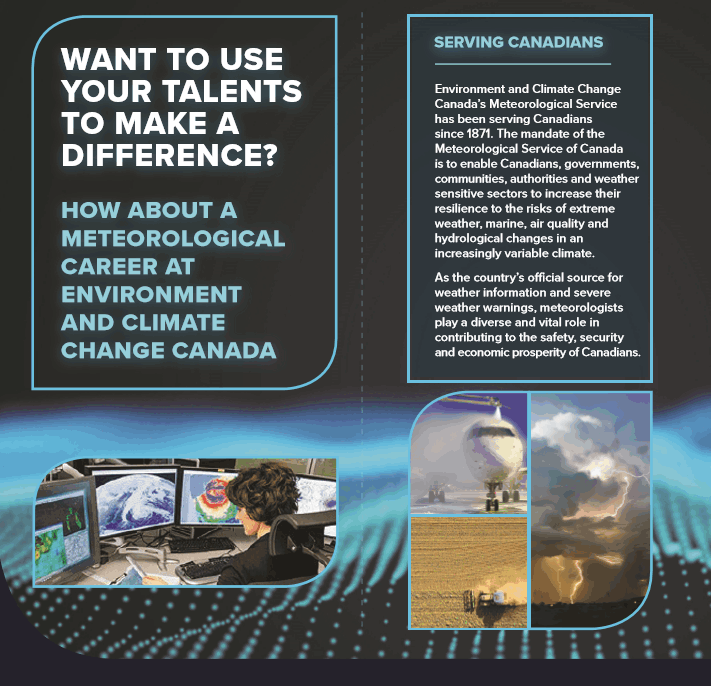 WANT TO USE
YOUR TALENTS
TO MAKE A
DIFFERENCE?
HOW ABOUT A
METEOROLOGICAL
CAREER AT
ENVIRONMENT
AND CLIMATE
CHANGE CANADA
SERVING CANADIANS
Environment and Climate Change
Canada's Meteorological Service
has been serving Canadians
since 1871. The mandate of the
Meteorological Service of Canada
is to enable Canadians, governments,
communities, authorities and weather
sensitive sectors to increase their
resilience to the risks of extreme
weather, marine, air quality and
hydrological changes in an
increasingly variable climate.
As the country's official source for
weather information and severe
weather warnings, meteorologists
play a diverse and vital role in
contributing to the safety, security
and economic prosperity of Canadians.